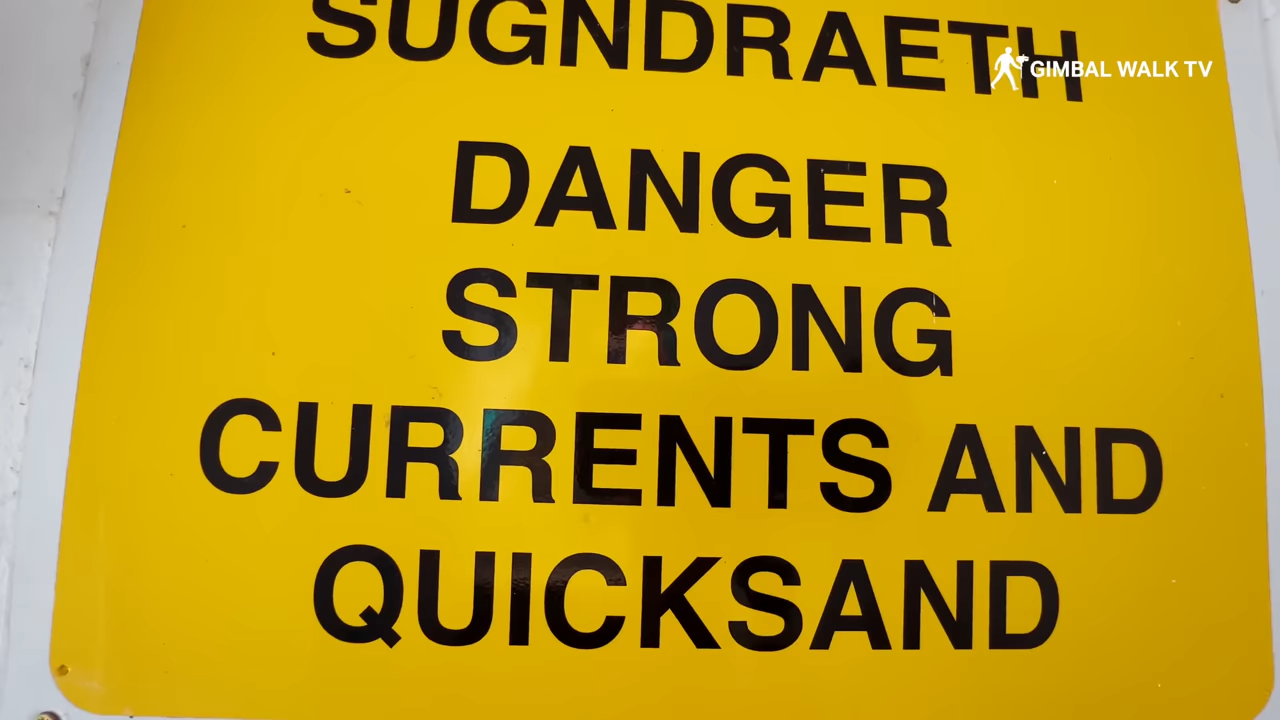 SUGNDRAETH
GIMBAL WALK TV
DANGER
STRONG
CURRENTS AND
QUICKSAND